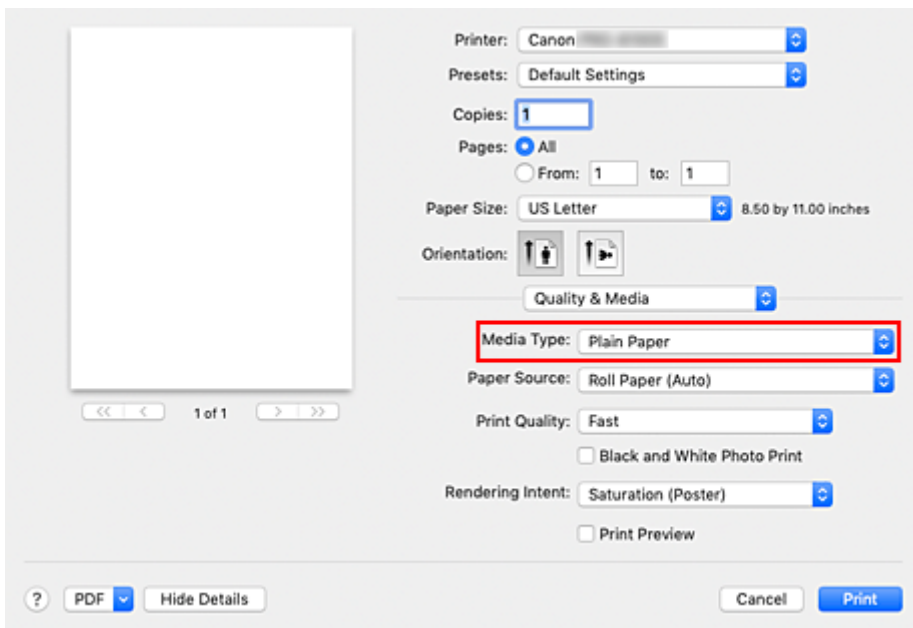 Printer: Canon
Presets: Default Settings
Copies: 1
Pages: All
From: 1 to: 1
Paper Size: US Letter 8.50 by 11.00 inches
Orientation:
Quality & Media
Media Type: Plain Paper
Paper Source: Roll Paper (Auto)
1 of 1
Print Quality: Fast
Black and White Photo Print
Rendering Intent: Saturation (Poster)
Print Preview
? PDF Hide Details Cancel Print